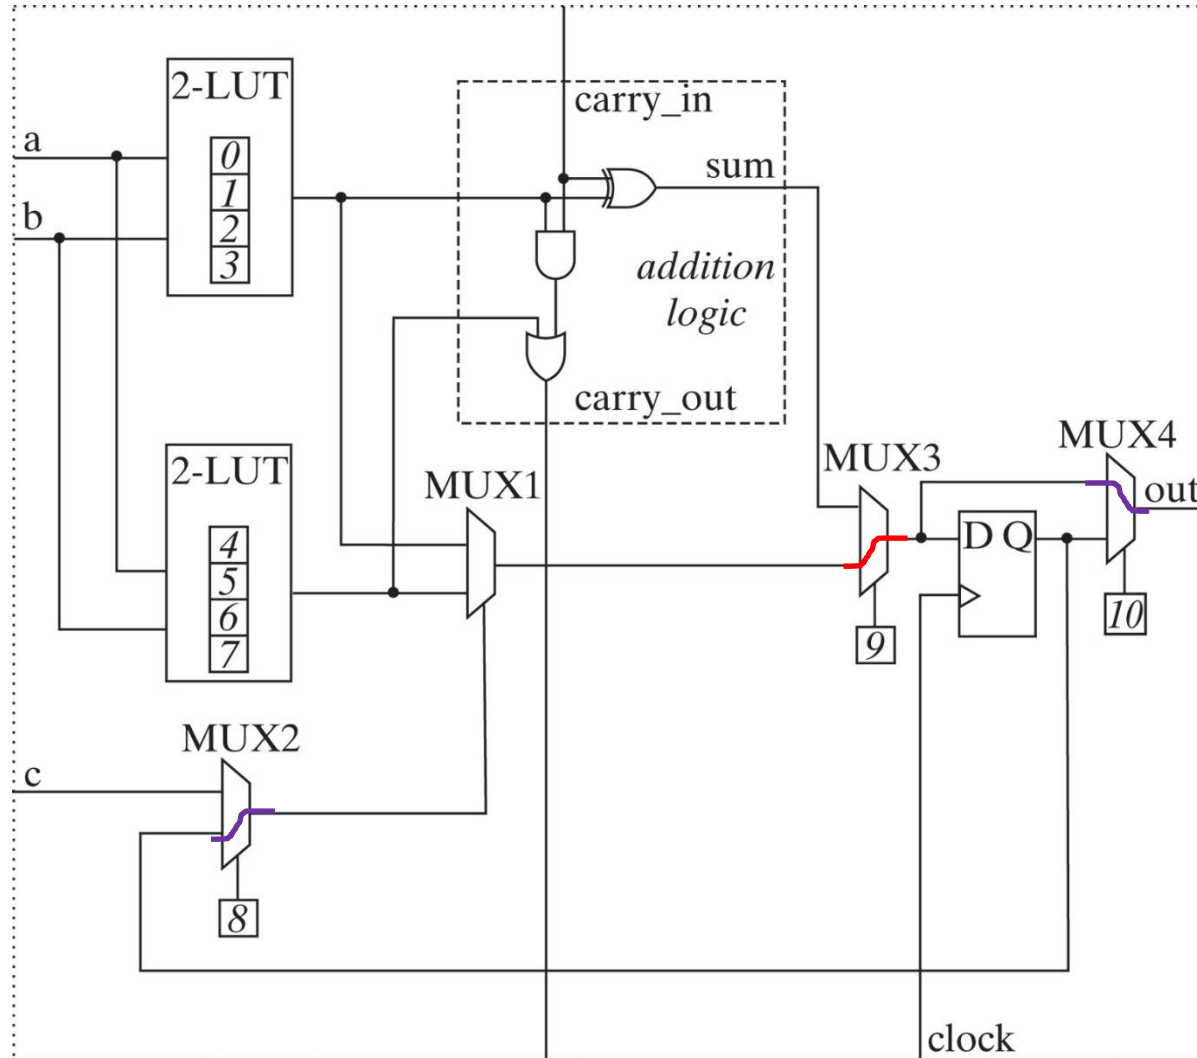 2-LUT
carry_in
a
0
sum
1
b
2
3
addition
logic
carry_out
MUX4
2-LUT
MUX3
MUX1
out
4
D Q
5
6
10
7
9
MUX2
c
8
clock